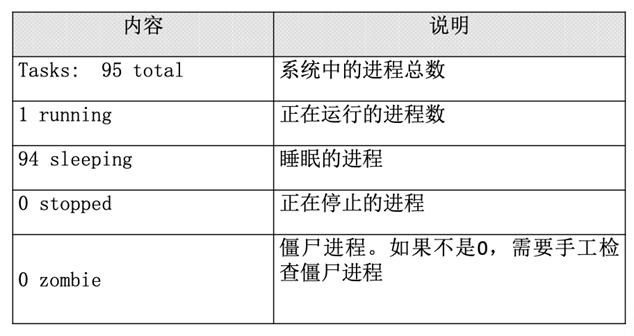 内容 说明
Tasks:  95 total 系统中的进程总数
1 running 正在运行的进程数
94 sleeping 睡眠的进程
0 stopped 正在停止的进程
0 zombie 僵尸进程。如果不是0，需要手工检
查僵尸进程